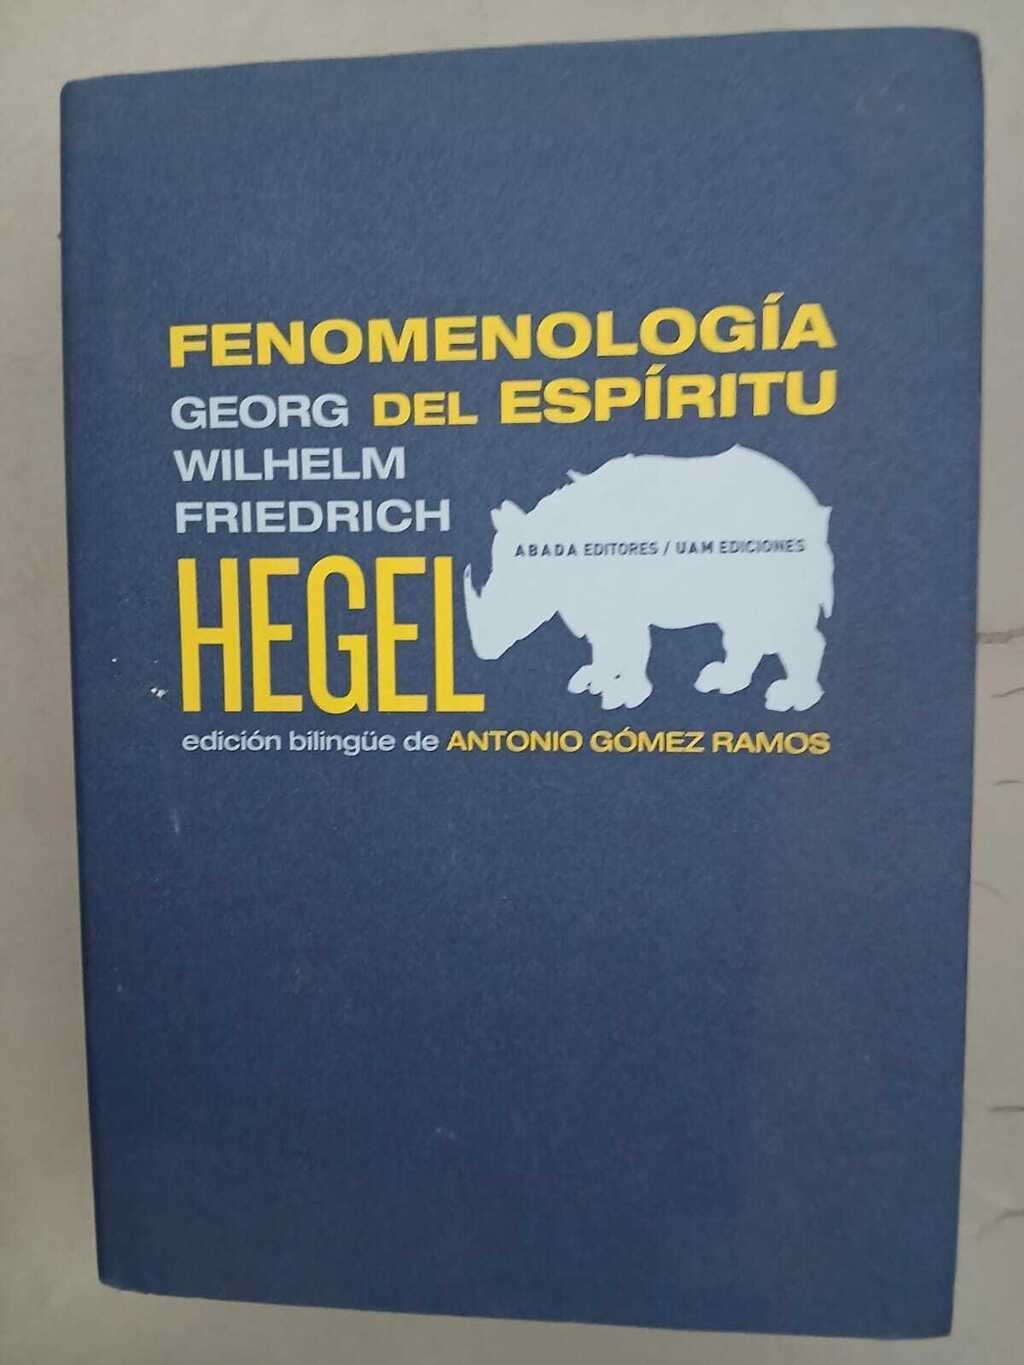 FENOMENOLOGÍA
DEL ESPÍRITU
GEORG
WILHELM
FRIEDRICH
HEGEL
ABADA EDITORES / UAM EDICIONES
edición bilingüe de ANTONIO GÓMEZ RAMOS